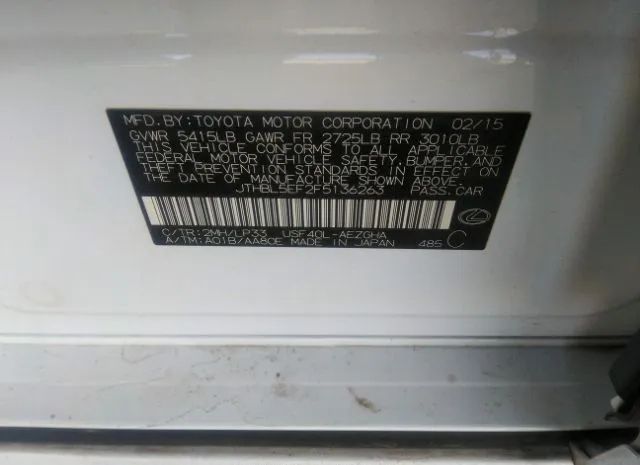 MFD. BY: TOYOTA MOTOR CORPORATION 02/15
GVWR 5415LB GAWR FR 2725LB RR 3010LB
THIS VEHICLE CONFORMS TO ALL APPLICABLE
FEDERAL MOTOR VEHICLE SAFETY, BUMPER, AND
THEFT PREVENTION STANDARDS IN EFFECT ON
THE DATE OF MANUFACTURE SHOWN ABOVE.
JTHBL5EF2F5136263 PASS. CAR
C/TR: 2MH/LP33 USF40L-AEZGHA
A/TM: A01B/AA80E MADE IN JAPAN 485 C